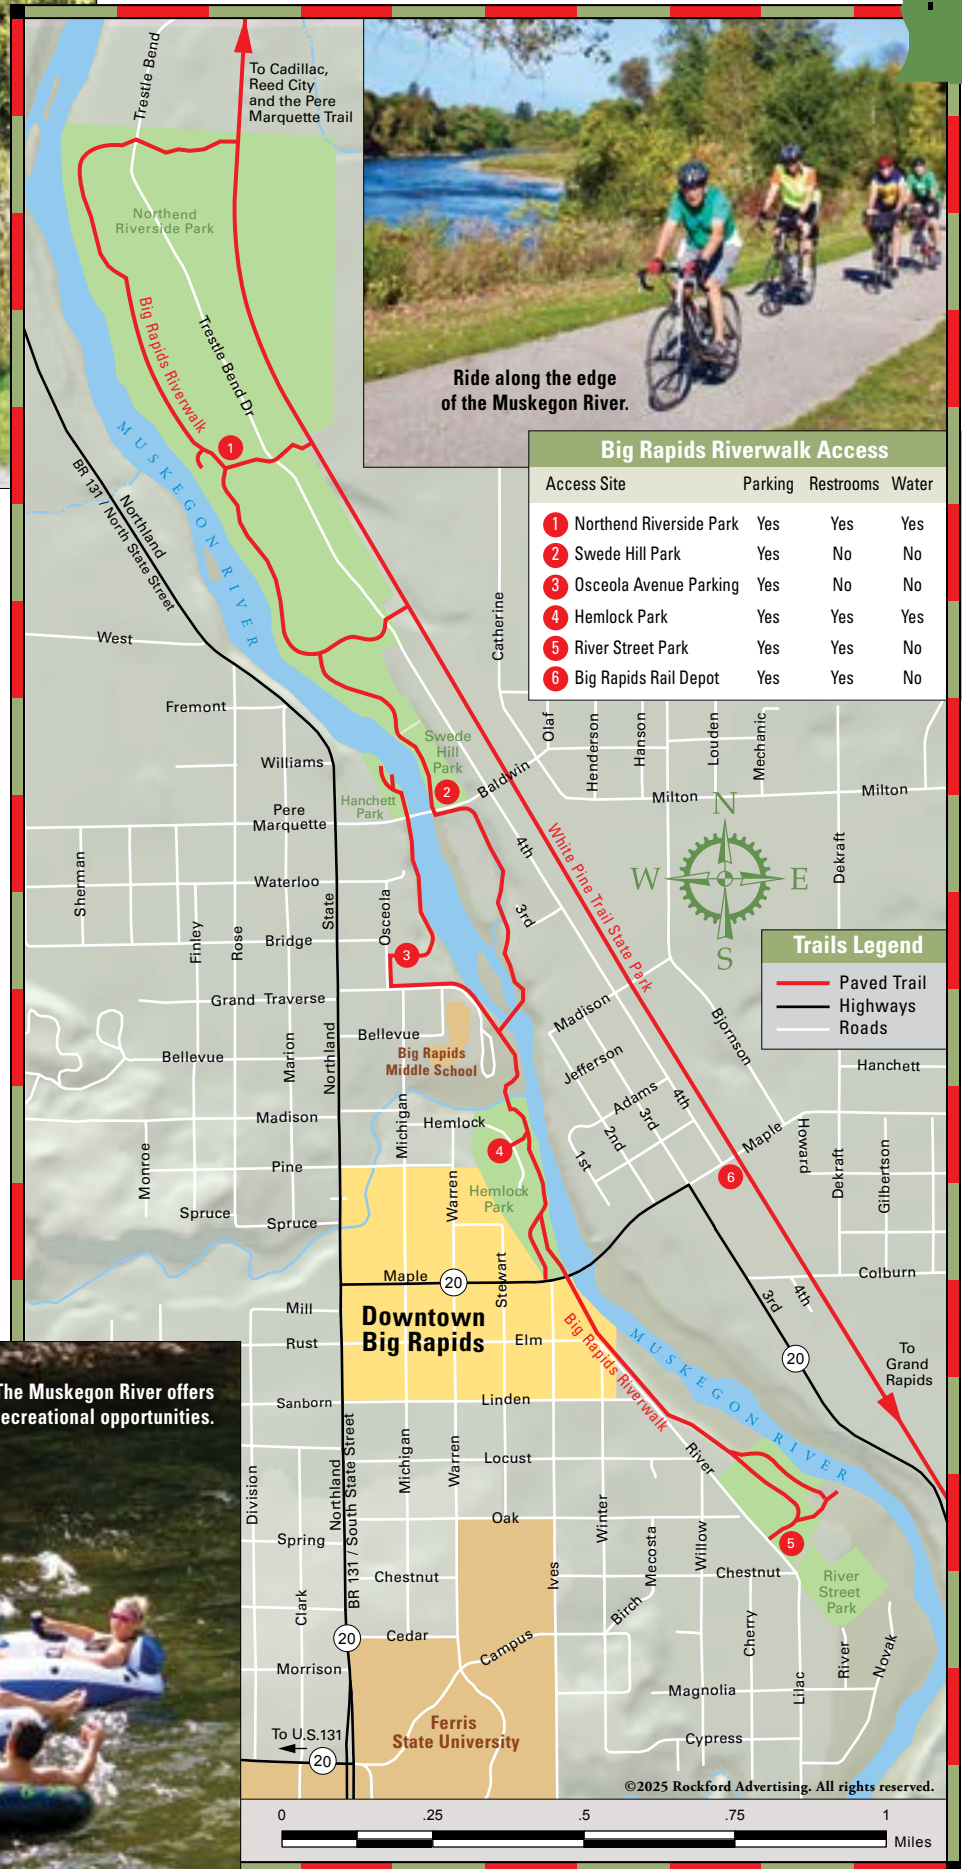 To Cadillac,
Reed City
and the Pere
Marquette Trail
Trestle Bend
Northend
Riverside Park
Big Rapids Riverwalk
Trestle Bend Dr
1
MUSKEGON RIVER
Northland
BR 131 / North State Street
Ride along the edge
of the Muskegon River.
Big Rapids Riverwalk Access
Access Site Parking Restrooms Water
1 Northend Riverside Park Yes Yes Yes
2 Swede Hill Park Yes No No
3 Osceola Avenue Parking Yes No No
4 Hemlock Park Yes Yes Yes
5 River Street Park Yes Yes No
6 Big Rapids Rail Depot Yes Yes No
West
Catherine
Fremont
Williams
Pere
Marquette
Hanchett
Park
Swede
Hill
Park
2
Baldwin
Olaf
Henderson
Hanson
Louden
Mechanic
Milton
Milton
N
W
E
S
Dekraft
4th
3rd
White Pine Trail State Park
Sherman
Waterloo
Finley
Rose
Bridge
State
Osceola
3
Grand Traverse
Bellevue
Bellevue
Marion
Northland
Big Rapids
Middle School
Trails Legend
Paved Trail
Highways
Roads
Madison
Jefferson
Adams
4th
3rd
2nd
1st
Bjornson
Hanchett
Madison
Michigan
Hemlock
4
Hemlock
Park
Monroe
Pine
Warren
Spruce
Spruce
Maple
6
Howard
Dekraft
Gilbertson
Maple
20
Stewart
Colburn
3rd
4th
20
Mill
Rust
Downtown
Big Rapids
Elm
Big Rapids Riverwalk
MUSKEGON RIVER
To
Grand
Rapids
The Muskegon River offers
ecreational opportunities.
Sanborn
Linden
Division
Northland
BR 131 / South State Street
Michigan
Warren
Locust
River
Oak
Spring
Winter
Mecosta
Willow
5
River
Street
Park
Chestnut
Chestnut
Ives
Clark
Birch
Cherry
20
Cedar
Campus
Morrison
Magnolia
Lilac
River
Novak
Ferris
State University
Cypress
To U.S.131
20
©2025 Rockford Advertising. All rights reserved.
0 .25 .5 .75 1
Miles